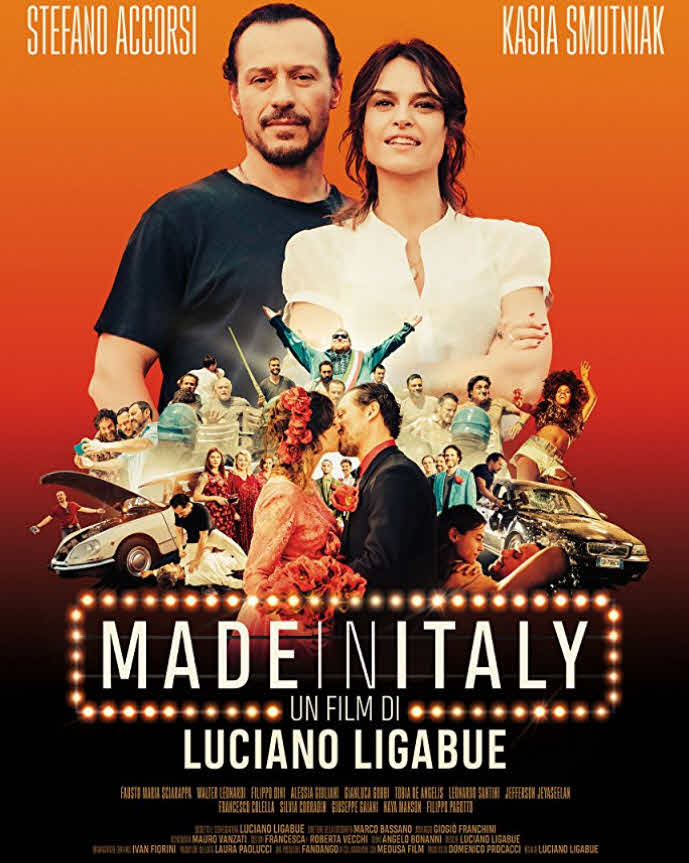 STEFANO ACCORSI KASIA SMUTNIAK
MADE IN ITALY
UN FILM DI
LUCIANO LIGABUE
FAUSTO MARIA SCIARAPPA WALTER LEONARDI FILIPPO DINI ALESSIA GIULIANI GIANLUCA GOBBI TOBIA DE ANGELIS LEONARDO SANTINI JEFFERSON JEYASEELAN
FRANCESCO COLELLA SILVIA CORRADIN GIUSEPPE GAIANI NAYA MANSON FILIPPO PAGOTTO
LUCIANO LIGABUE MARCO BASSANO GIOGIÒ FRANCHINI
MAURO VANZATI FRANCESCA ROBERTA VECCHI ANGELO BONANNI LUCIANO LIGABUE
IVAN FIORINI LAURA PAOLUCCI FANDANGO MEDUSA FILM DOMENICO PROCACCI LUCIANO LIGABUE